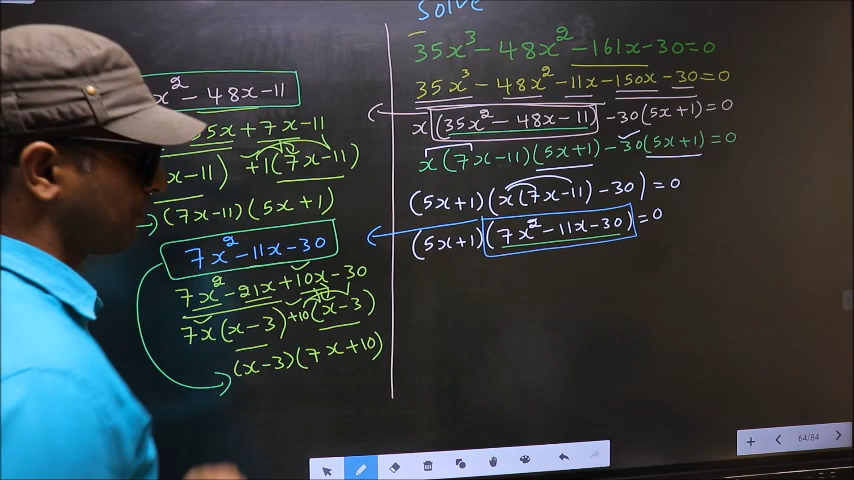 x² - 48x - 11
35x + 7x - 11
x - 11) + 1(7x - 11)
(7x - 11)(5x + 1)
7x² - 11x - 30
7x² - 21x + 10x - 30
7x(x - 3) + 10(x - 3)
(x - 3)(7x + 10)
Solve
35x³ - 48x² - 161x - 30 = 0
35x³ - 48x² - 11x - 150x - 30 = 0
x(35x² - 48x - 11) - 30(5x + 1) = 0
x(7x - 11)(5x + 1) - 30(5x + 1) = 0
(5x + 1)(x(7x - 11) - 30) = 0
(5x + 1)(7x² - 11x - 30) = 0
64/84